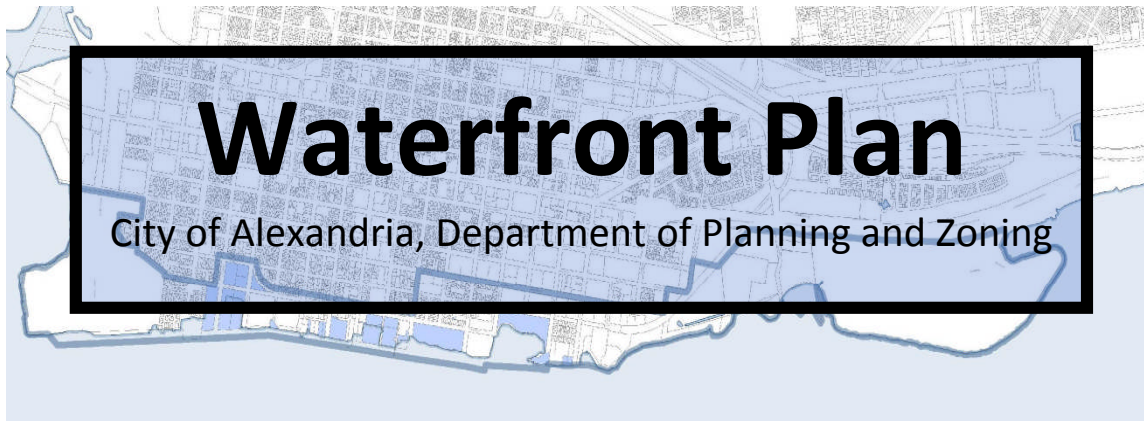 Waterfront Plan
City of Alexandria, Department of Planning and Zoning